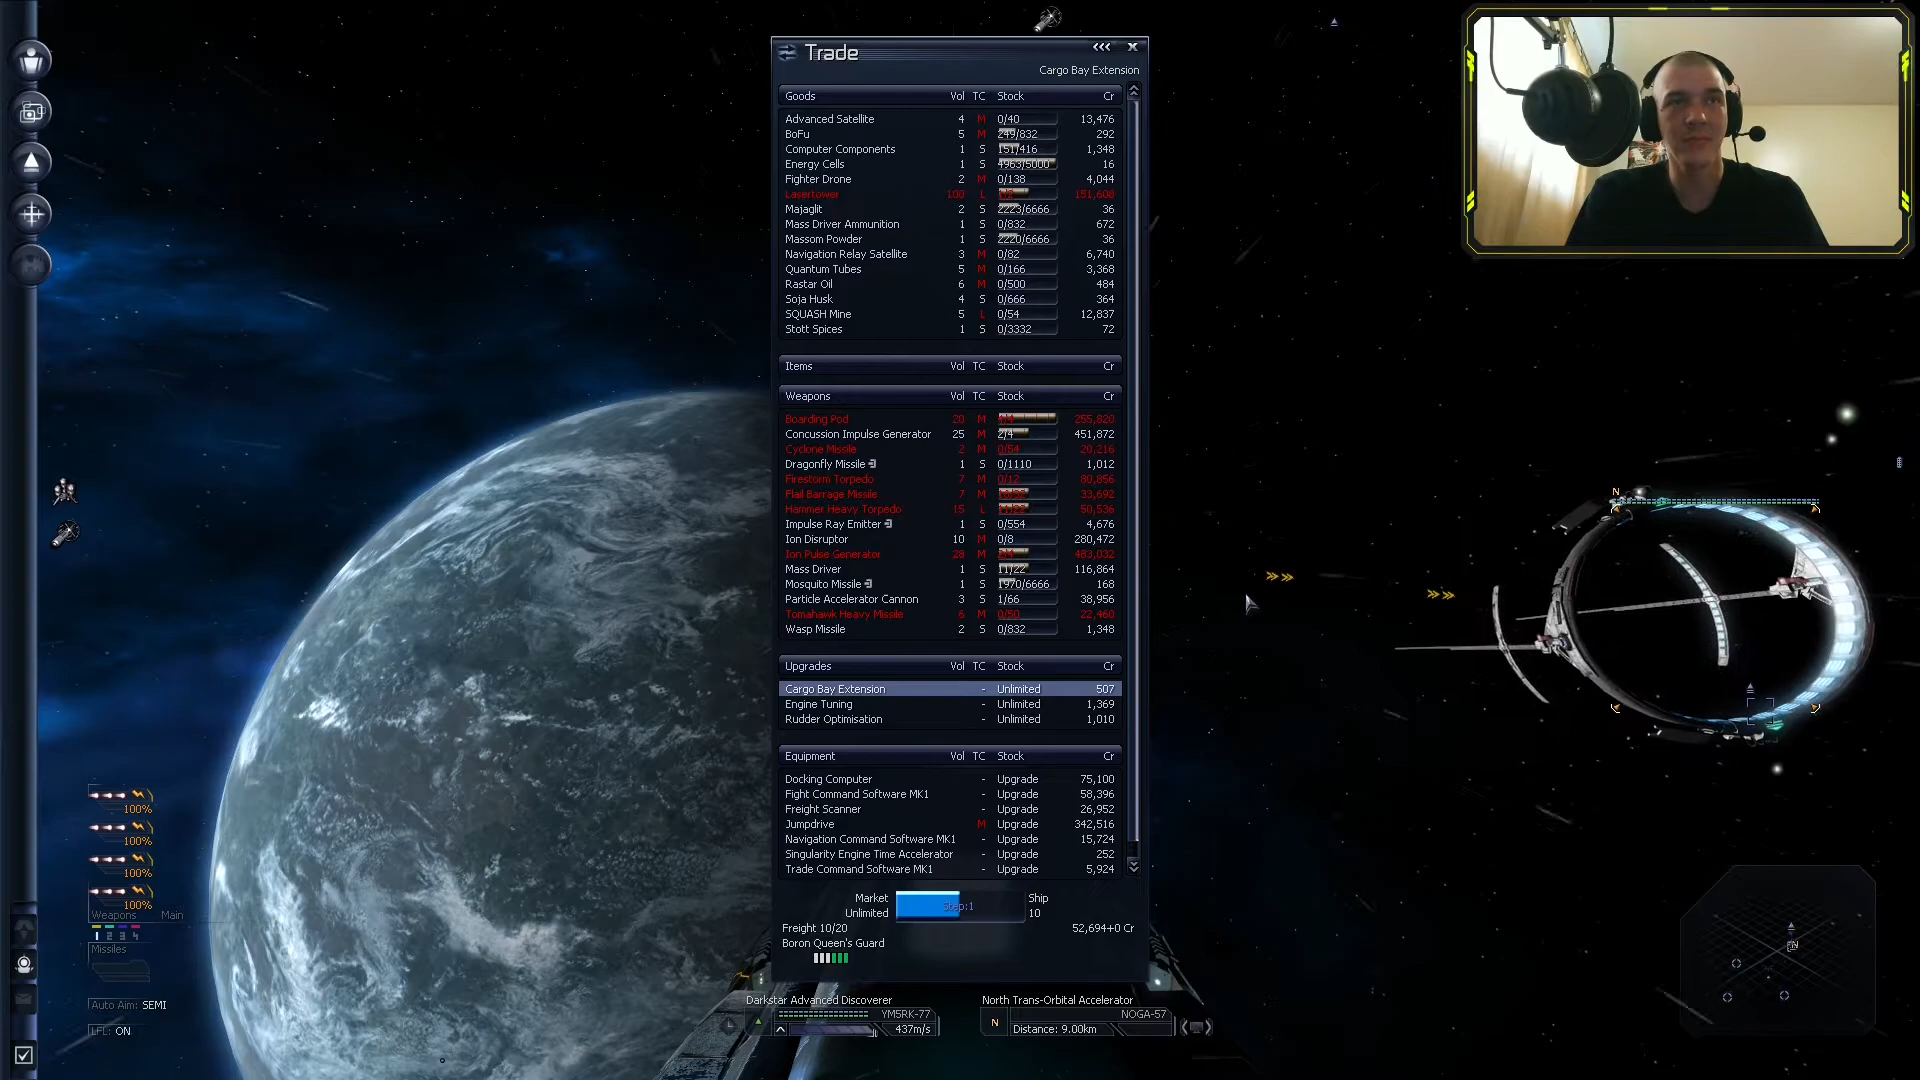 Trade
Cargo Bay Extension
Goods Vol TC Stock Cr
Advanced Satellite 4 M 0/40 13,476
BoFu 5 M 249/832 292
Computer Components 1 S 151/416 1,348
Energy Cells 1 S 4963/5000 16
Fighter Drone 2 M 0/138 4,044
Lasertower 100 L 151,608
Majaglit 2 S 2223/6666 36
Mass Driver Ammunition 1 S 0/832 672
Massom Powder 1 S 2220/6666 36
Navigation Relay Satellite 3 M 0/82 6,740
Quantum Tubes 5 M 0/166 3,368
Rastar Oil 6 M 0/500 484
Soja Husk 4 S 0/666 364
SQUASH Mine 5 L 0/54 12,837
Stott Spices 1 S 0/3332 72
Items Vol TC Stock Cr
Weapons Vol TC Stock Cr
Boarding Pod 20 M 255,820
Concussion Impulse Generator 25 M 2/4 451,872
Cyclone Missile 2 M 0/54 20,216
Dragonfly Missile 1 S 0/1110 1,012
Firestorm Torpedo 7 M 0/12 80,856
Flail Barrage Missile 7 M 33,692
Hammer Heavy Torpedo 15 L 50,536
Impulse Ray Emitter 1 S 0/554 4,676
Ion Disruptor 10 M 0/8 280,472
Ion Pulse Generator 28 M 483,032
Mass Driver 1 S 11/22 116,864
Mosquito Missile 1 S 1970/6666 168
Particle Accelerator Cannon 3 S 1/66 38,956
Tomahawk Heavy Missile 6 M 0/50 22,460
Wasp Missile 2 S 0/832 1,348
Upgrades Vol TC Stock Cr
Cargo Bay Extension - Unlimited 507
Engine Tuning - Unlimited 1,369
Rudder Optimisation - Unlimited 1,010
Equipment Vol TC Stock Cr
Docking Computer - Upgrade 75,100
Fight Command Software MK1 - Upgrade 58,396
Freight Scanner - Upgrade 26,952
Jumpdrive M Upgrade 342,516
Navigation Command Software MK1 - Upgrade 15,724
Singularity Engine Time Accelerator - Upgrade 252
Trade Command Software MK1 - Upgrade 5,924
Market Ship
Unlimited Step:1 10
Freight 10/20 52,694+0 Cr
Boron Queen's Guard
100%
100%
100%
100%
Weapons Main
1 2 3 4
Missiles
Auto Aim: SEMI
LFL: ON
Darkstar Advanced Discoverer
YM5RK-77
437m/s
North Trans-Orbital Accelerator
NOGA-57
N Distance: 9.00km
N
N